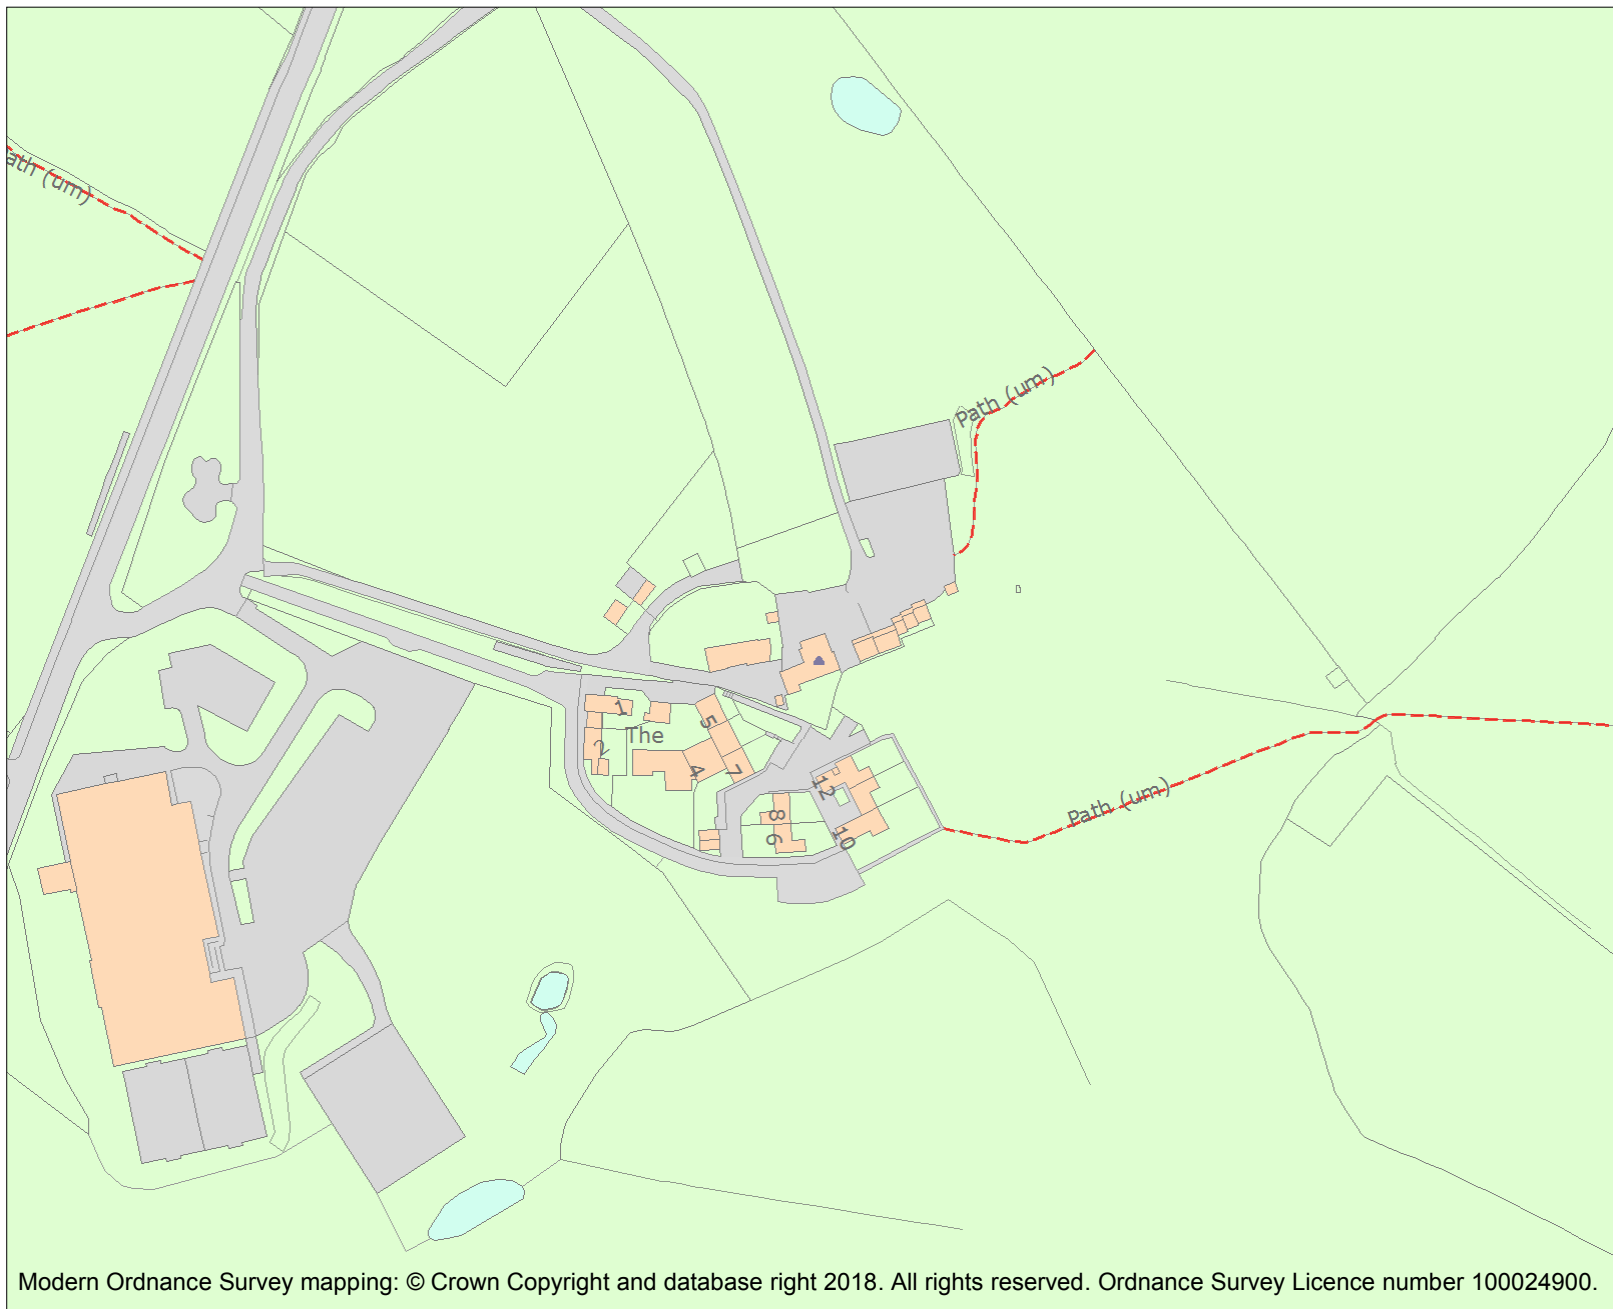 ath (um)
Path (um)
1
5
The
2
4
7
12
8
6
10
Path (um)
Modern Ordnance Survey mapping: © Crown Copyright and database right 2018. All rights reserved. Ordnance Survey Licence number 100024900.